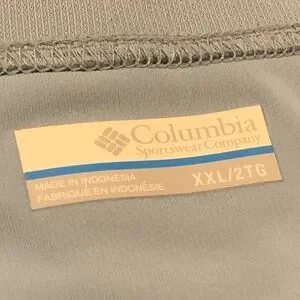 Columbia
Sportswear Company
MADE IN INDONESIA
FABRIQUÉ EN INDONÉSIE
XXL/2TG